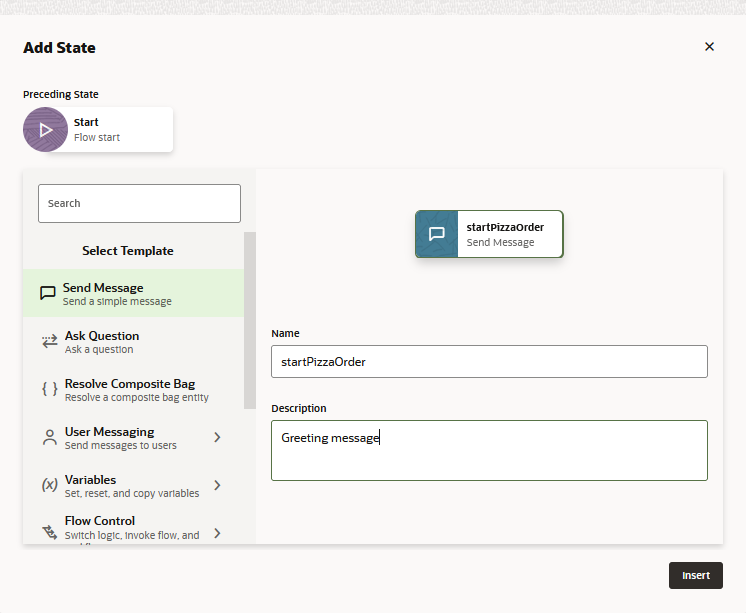 Add State
Preceding State
Start
Flow start
Search
Select Template
Send Message
Send a simple message
Ask Question
Ask a question
{ } Resolve Composite Bag
Resolve a composite bag entity
User Messaging
Send messages to users
(x) Variables
Set, reset, and copy variables
Flow Control
Switch logic, invoke flow, and
startPizzaOrder
Send Message
Name
startPizzaOrder
Description
Greeting message
Insert